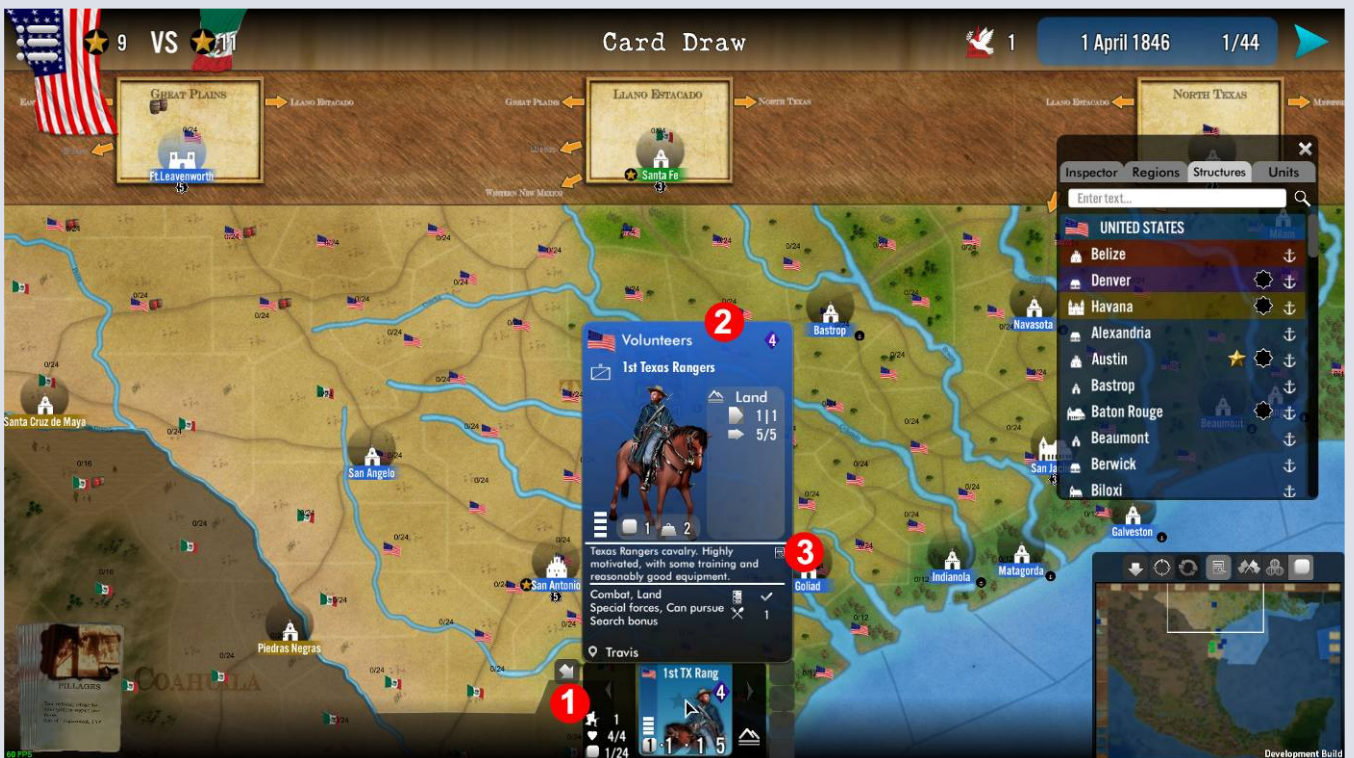 9 VS 11
Card Draw
1
1 April 1846 1/44
GREAT PLAINS
LLANO ESTACADO
0/24
Ft.Leavenworth
5
GREAT PLAINS
LLANO ESTACADO
NORTH TEXAS
Santa Fe
3
WESTERN NEW MEXICO
LLANO ESTACADO
NORTH TEXAS
Inspector Regions Structures Units
Enter text...
UNITED STATES
Belize
Denver
Havana
Alexandria
Austin
Bastrop
Baton Rouge
Beaumont
Berwick
Biloxi
Bastrop
Navasota
Beaumont
Santa Cruz de Maya
San Angelo
San Antonio
5
Piedras Negras
COAHUILA
Goliad
Indianola
Matagorda
Galveston
2
Volunteers 4
1st Texas Rangers
Land
1|1
5/5
1 2
3
Texas Rangers cavalry. Highly
motivated, with some training and
reasonably good equipment.
Combat, Land
Special forces, Can pursue
Search bonus
1
Travis
1
1
4/4
1/24
1st TX Rang
4
1 1 1 5
PILLAGES
60 FPS
Development Build